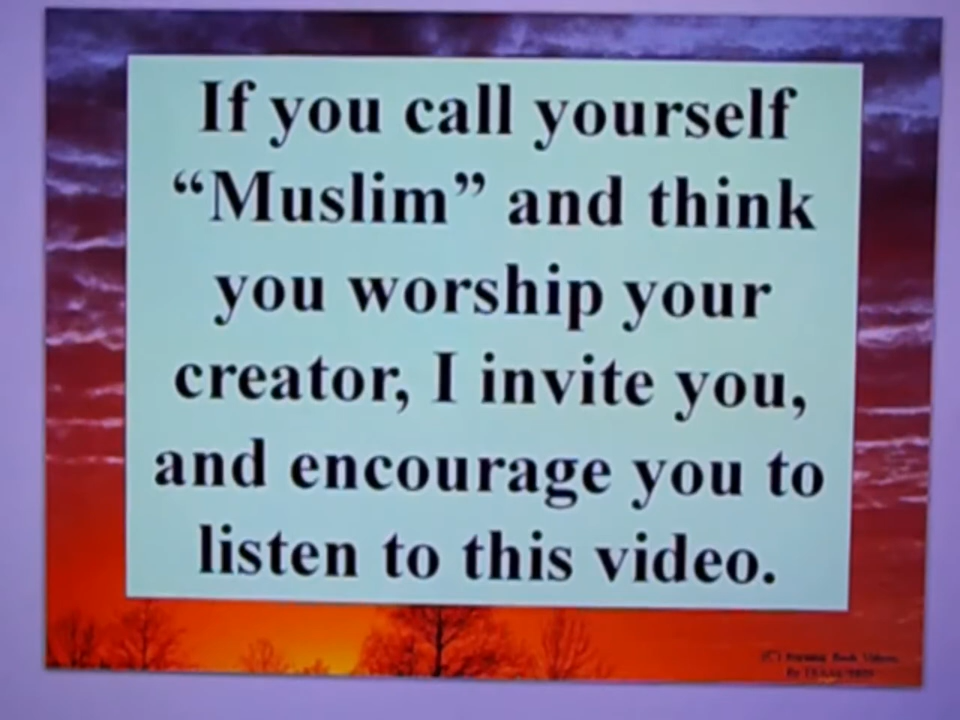 If you call yourself
“Muslim” and think
you worship your
creator, I invite you,
and encourage you to
listen to this video.